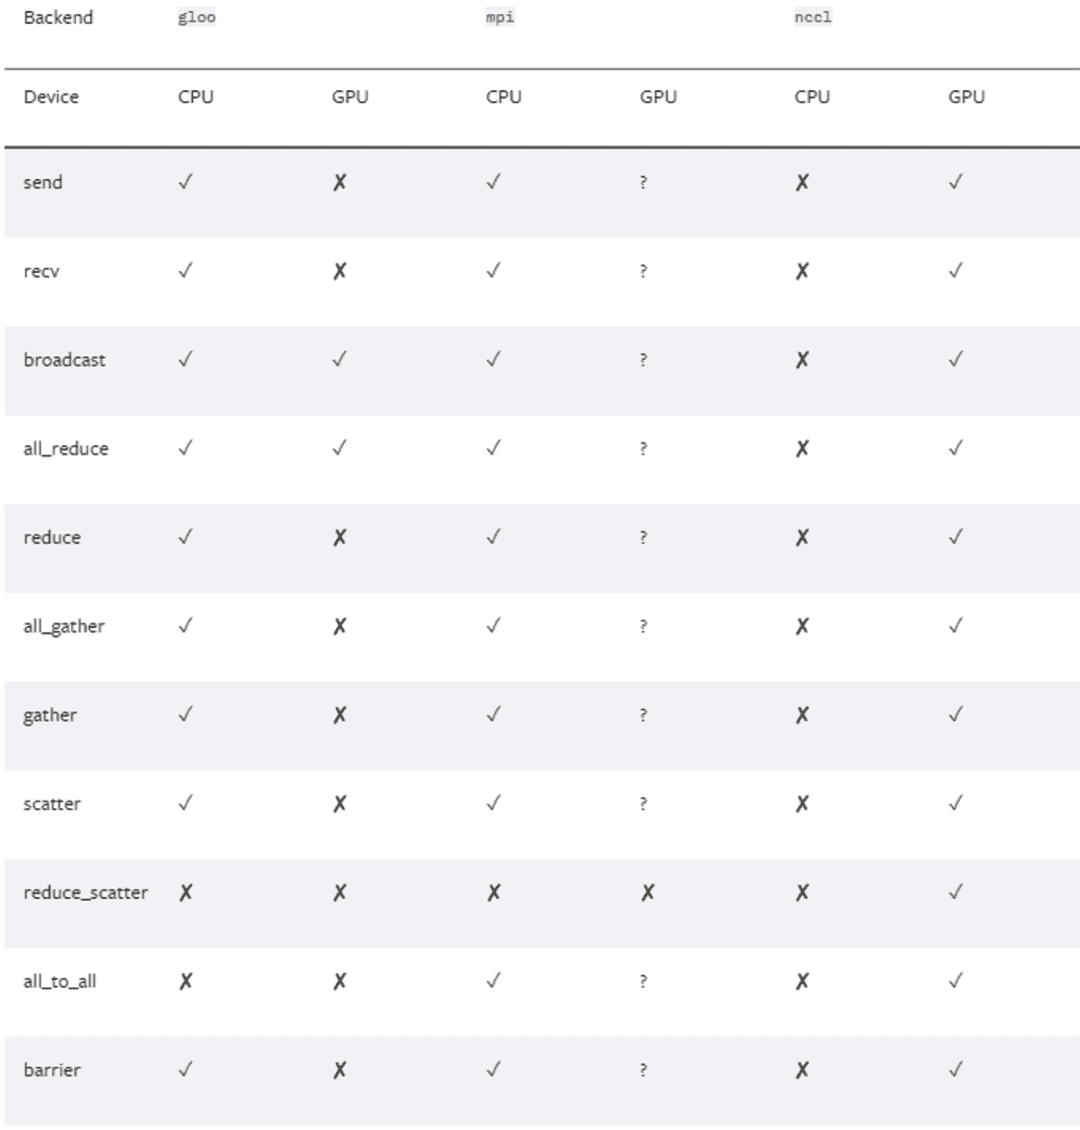 Backend gloo mpi nccl
Device CPU GPU CPU GPU CPU GPU
send ✓ ✗ ✓ ? ✗ ✓
recv ✓ ✗ ✓ ? ✗ ✓
broadcast ✓ ✓ ✓ ? ✗ ✓
all_reduce ✓ ✓ ✓ ? ✗ ✓
reduce ✓ ✗ ✓ ? ✗ ✓
all_gather ✓ ✗ ✓ ? ✗ ✓
gather ✓ ✗ ✓ ? ✗ ✓
scatter ✓ ✗ ✓ ? ✗ ✓
reduce_scatter ✗ ✗ ✗ ✗ ✗ ✓
all_to_all ✗ ✗ ✓ ? ✗ ✓
barrier ✓ ✗ ✓ ? ✗ ✓